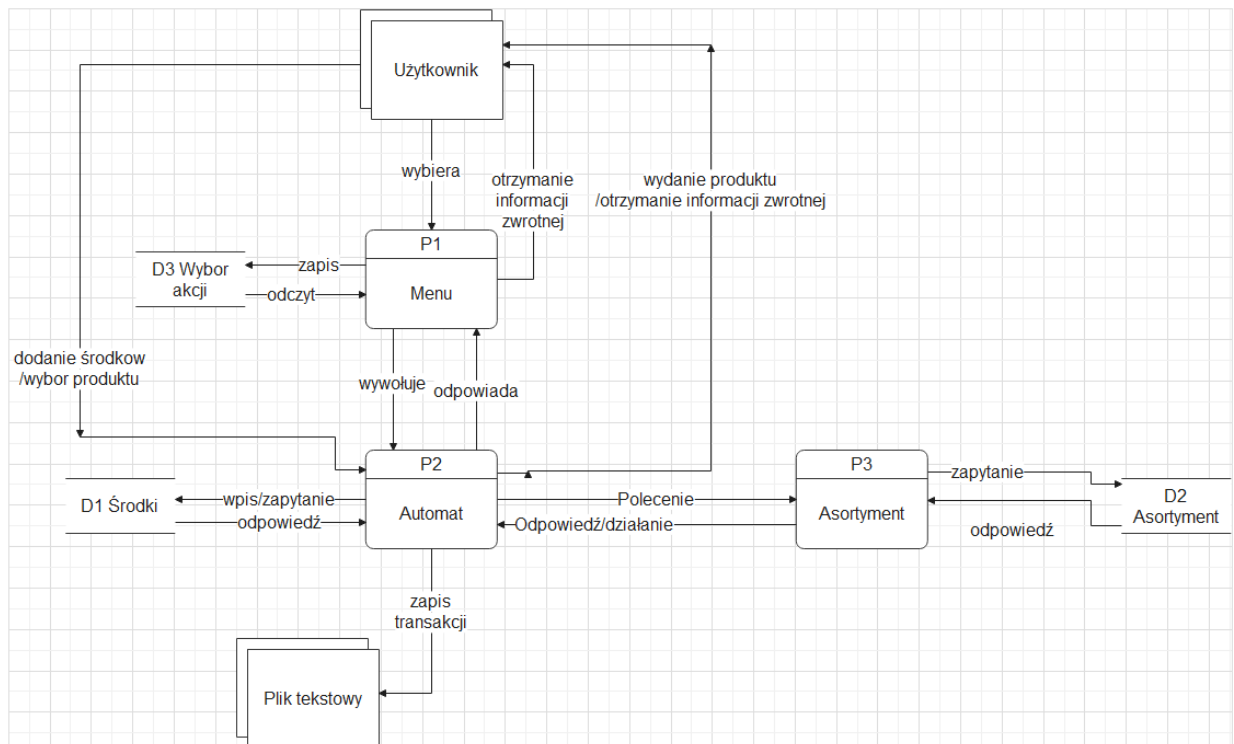 Użytkownik
wybiera
otrzymanie
informacji
zwrotnej
wydanie produktu
/otrzymanie informacji zwrotnej
P1
Menu
D3 Wybor
akcji
zapis
odczyt
dodanie środkow
/wybor produktu
wywołuje
odpowiada
P2
Automat
D1 Środki
wpis/zapytanie
odpowiedź
Polecenie
Odpowiedź/działanie
P3
Asortyment
zapytanie
odpowiedź
D2
Asortyment
zapis
transakcji
Plik tekstowy